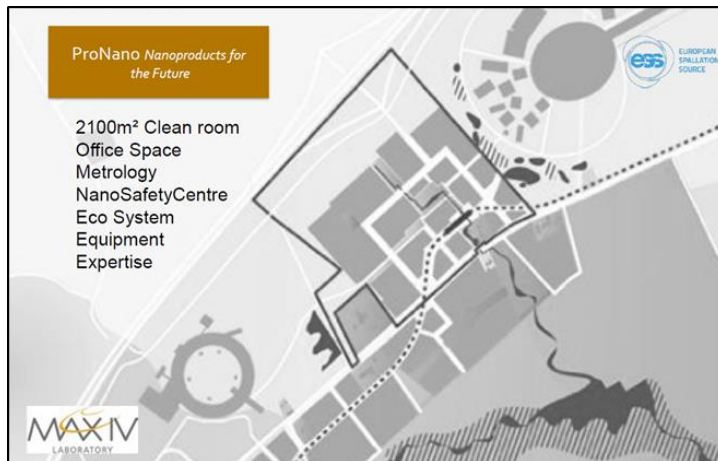 ProNano Nanoproducts for
the Future
ess
EUROPEAN
SPALLATION
SOURCE
2100m² Clean room
Office Space
Metrology
NanoSafetyCentre
Eco System
Equipment
Expertise
MAX IV
LABORATORY